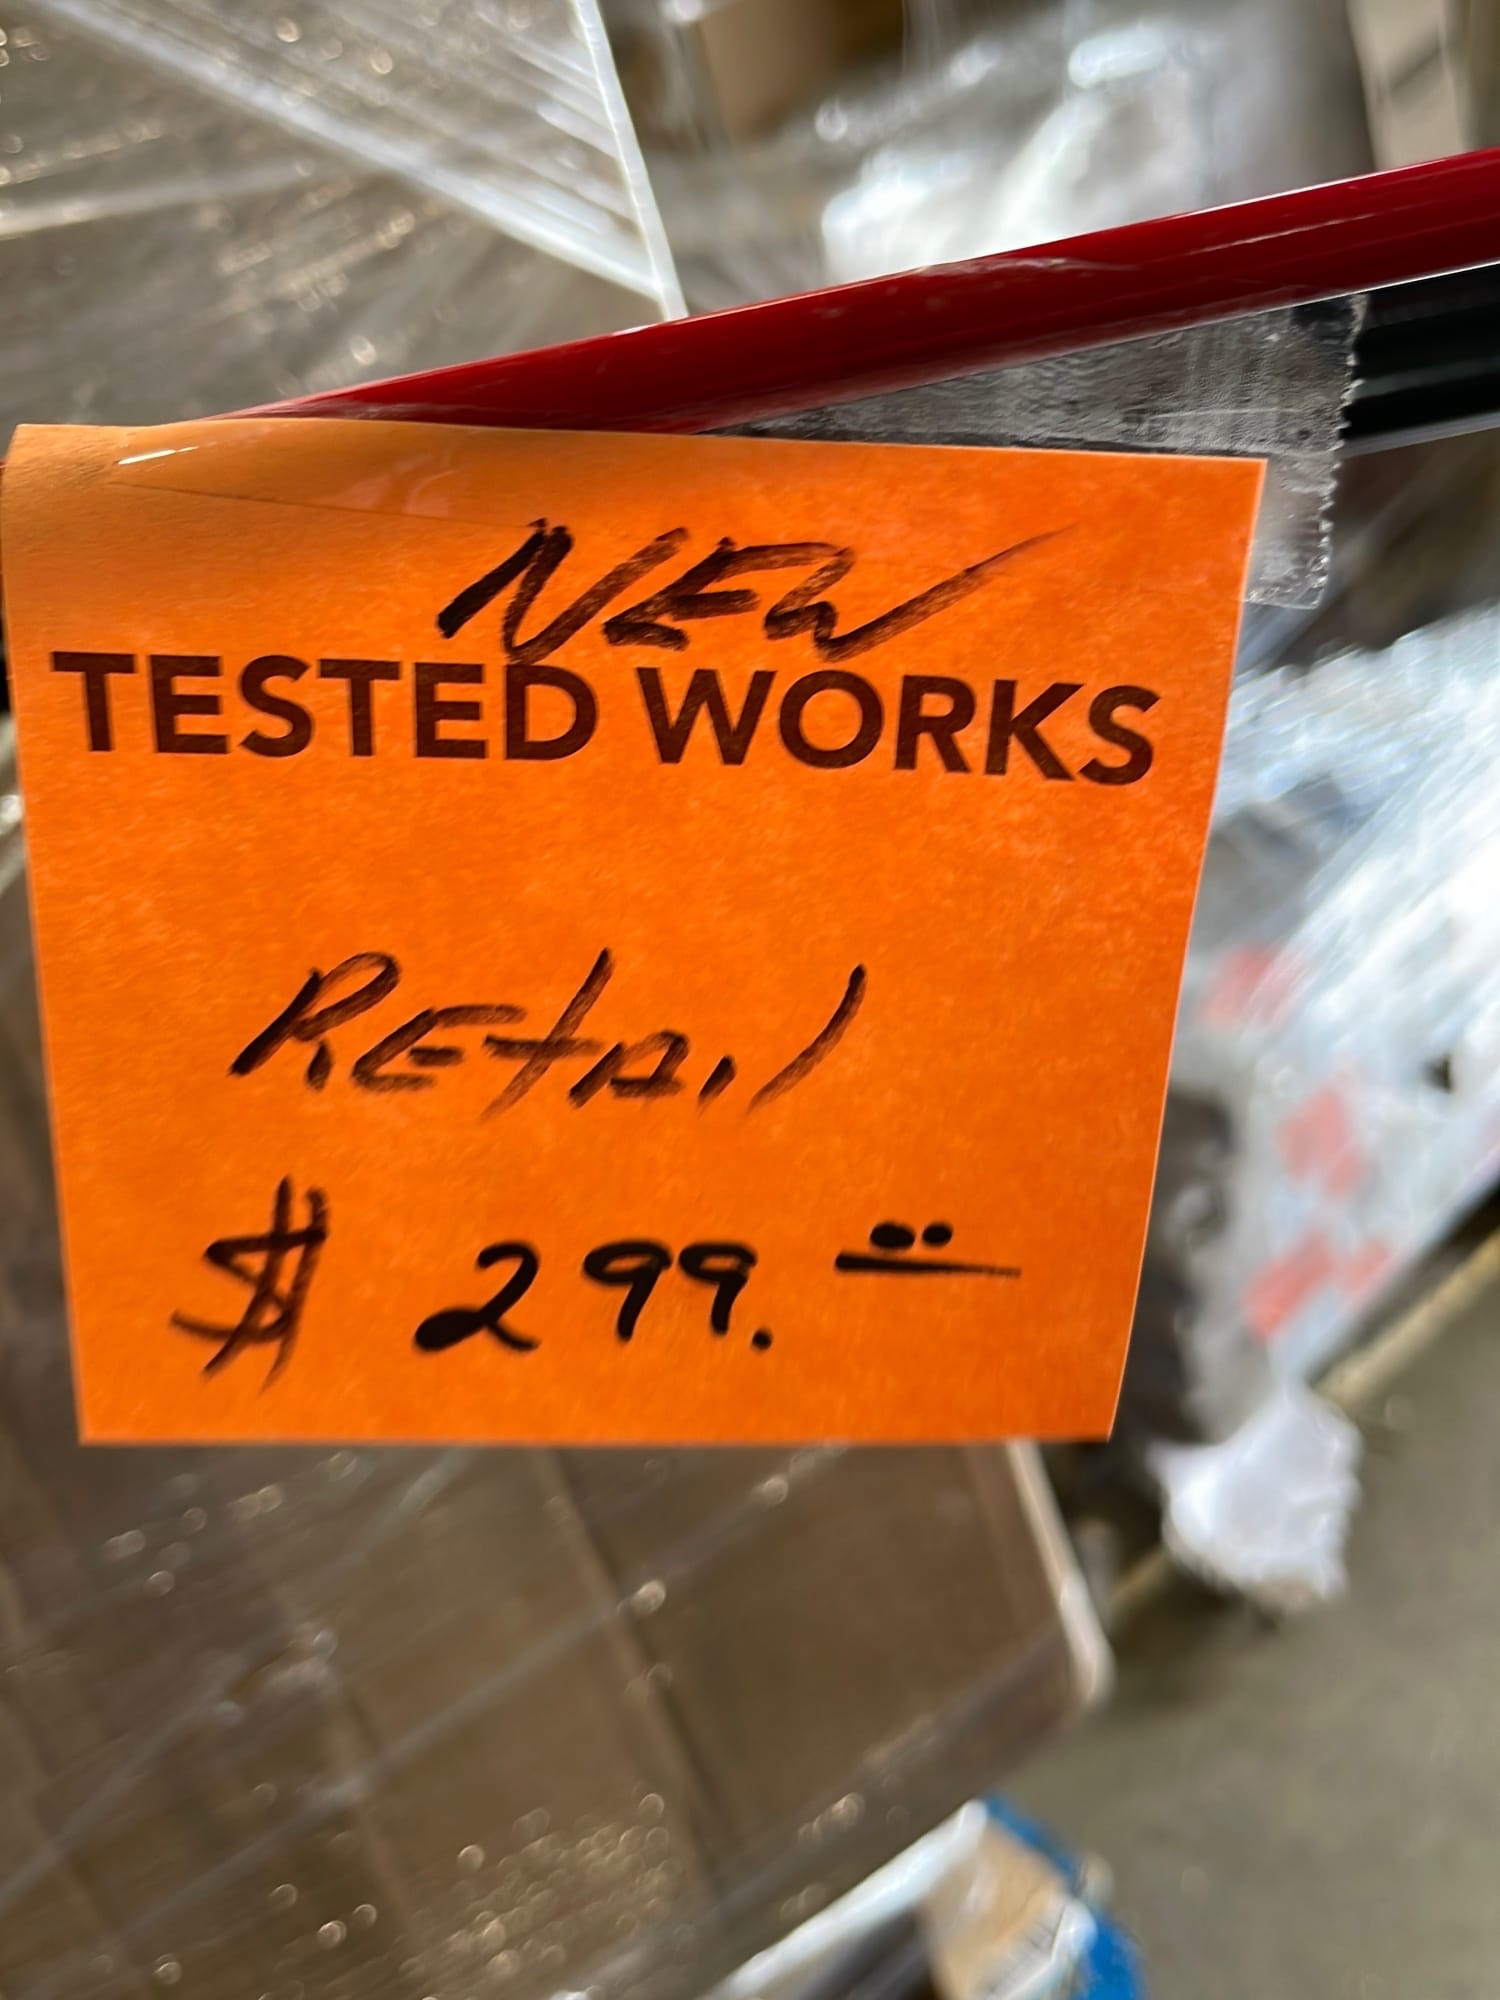 NEW
TESTED WORKS
REtAil
$ 299.00